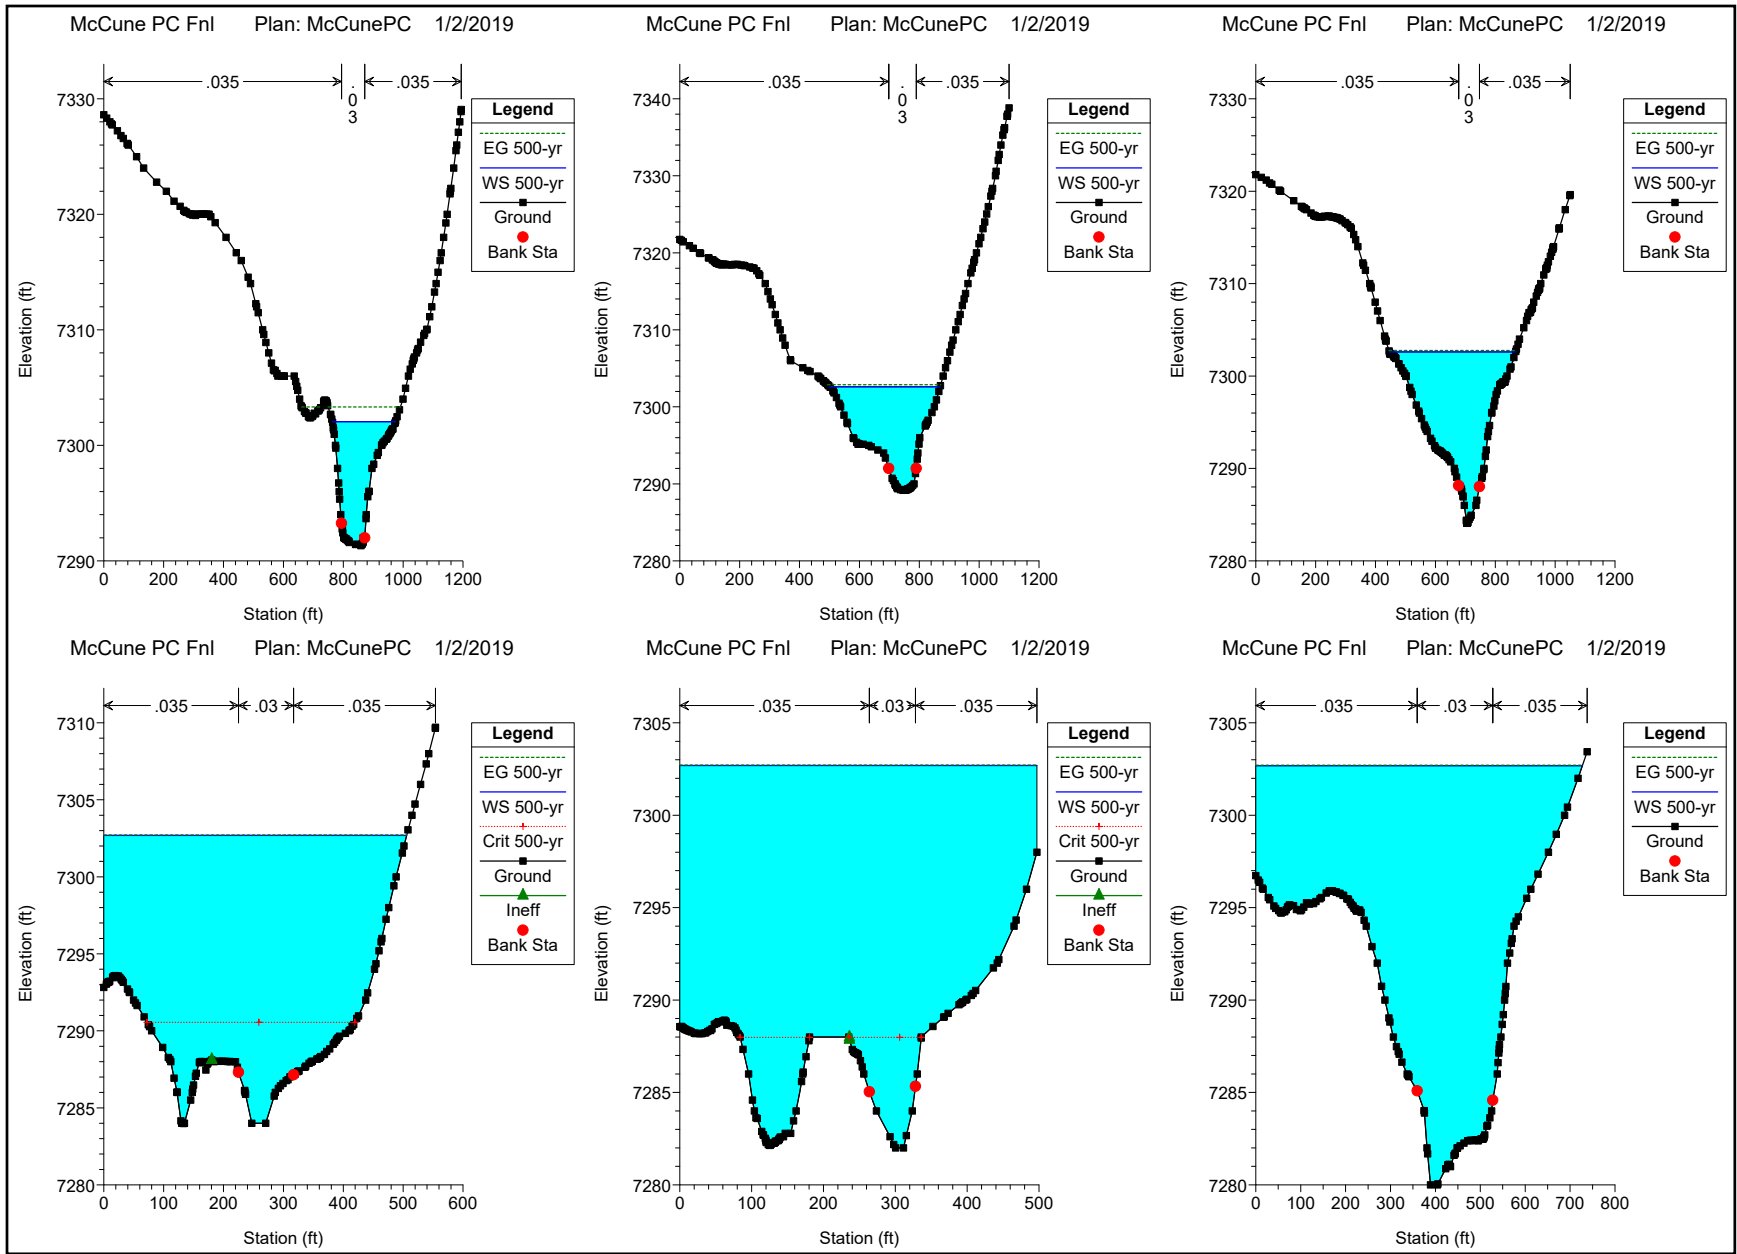 McCune PC Fnl Plan: McCunePC 1/2/2019
.035 .03 .035
7330
7320
7310
7300
7290
Elevation (ft)
0 200 400 600 800 1000 1200
Station (ft)
Legend
EG 500-yr
WS 500-yr
Ground
Bank Sta
McCune PC Fnl Plan: McCunePC 1/2/2019
.035 .03 .035
7340
7330
7320
7310
7300
7290
7280
Elevation (ft)
0 200 400 600 800 1000 1200
Station (ft)
Legend
EG 500-yr
WS 500-yr
Ground
Bank Sta
McCune PC Fnl Plan: McCunePC 1/2/2019
.035 .03 .035
7330
7320
7310
7300
7290
7280
Elevation (ft)
0 200 400 600 800 1000 1200
Station (ft)
Legend
EG 500-yr
WS 500-yr
Ground
Bank Sta
McCune PC Fnl Plan: McCunePC 1/2/2019
.035 .03 .035
7310
7305
7300
7295
7290
7285
7280
Elevation (ft)
0 100 200 300 400 500 600
Station (ft)
Legend
EG 500-yr
WS 500-yr
Crit 500-yr
Ground
Ineff
Bank Sta
McCune PC Fnl Plan: McCunePC 1/2/2019
.035 .03 .035
7305
7300
7295
7290
7285
7280
Elevation (ft)
0 100 200 300 400 500
Station (ft)
Legend
EG 500-yr
WS 500-yr
Crit 500-yr
Ground
Ineff
Bank Sta
McCune PC Fnl Plan: McCunePC 1/2/2019
.035 .03 .035
7305
7300
7295
7290
7285
7280
Elevation (ft)
0 100 200 300 400 500 600 700 800
Station (ft)
Legend
EG 500-yr
WS 500-yr
Ground
Bank Sta